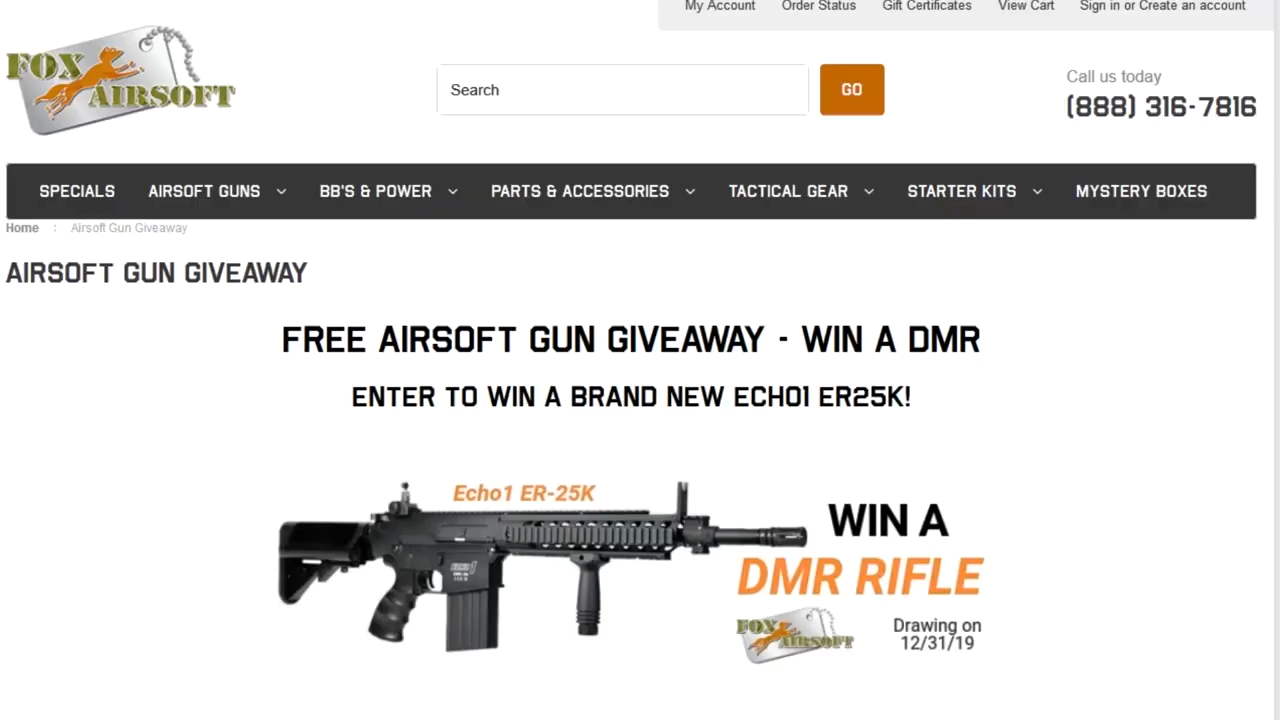 My Account Order Status Gift Certificates View Cart Sign in or Create an account
FOX AIRSOFT
Search
GO
Call us today
(888) 316-7816
SPECIALS AIRSOFT GUNS BB'S & POWER PARTS & ACCESSORIES TACTICAL GEAR STARTER KITS MYSTERY BOXES
Home : Airsoft Gun Giveaway
AIRSOFT GUN GIVEAWAY
FREE AIRSOFT GUN GIVEAWAY - WIN A DMR
ENTER TO WIN A BRAND NEW ECHO1 ER25K!
Echo1 ER-25K
WIN A
DMR RIFLE
FOX AIRSOFT
Drawing on
12/31/19